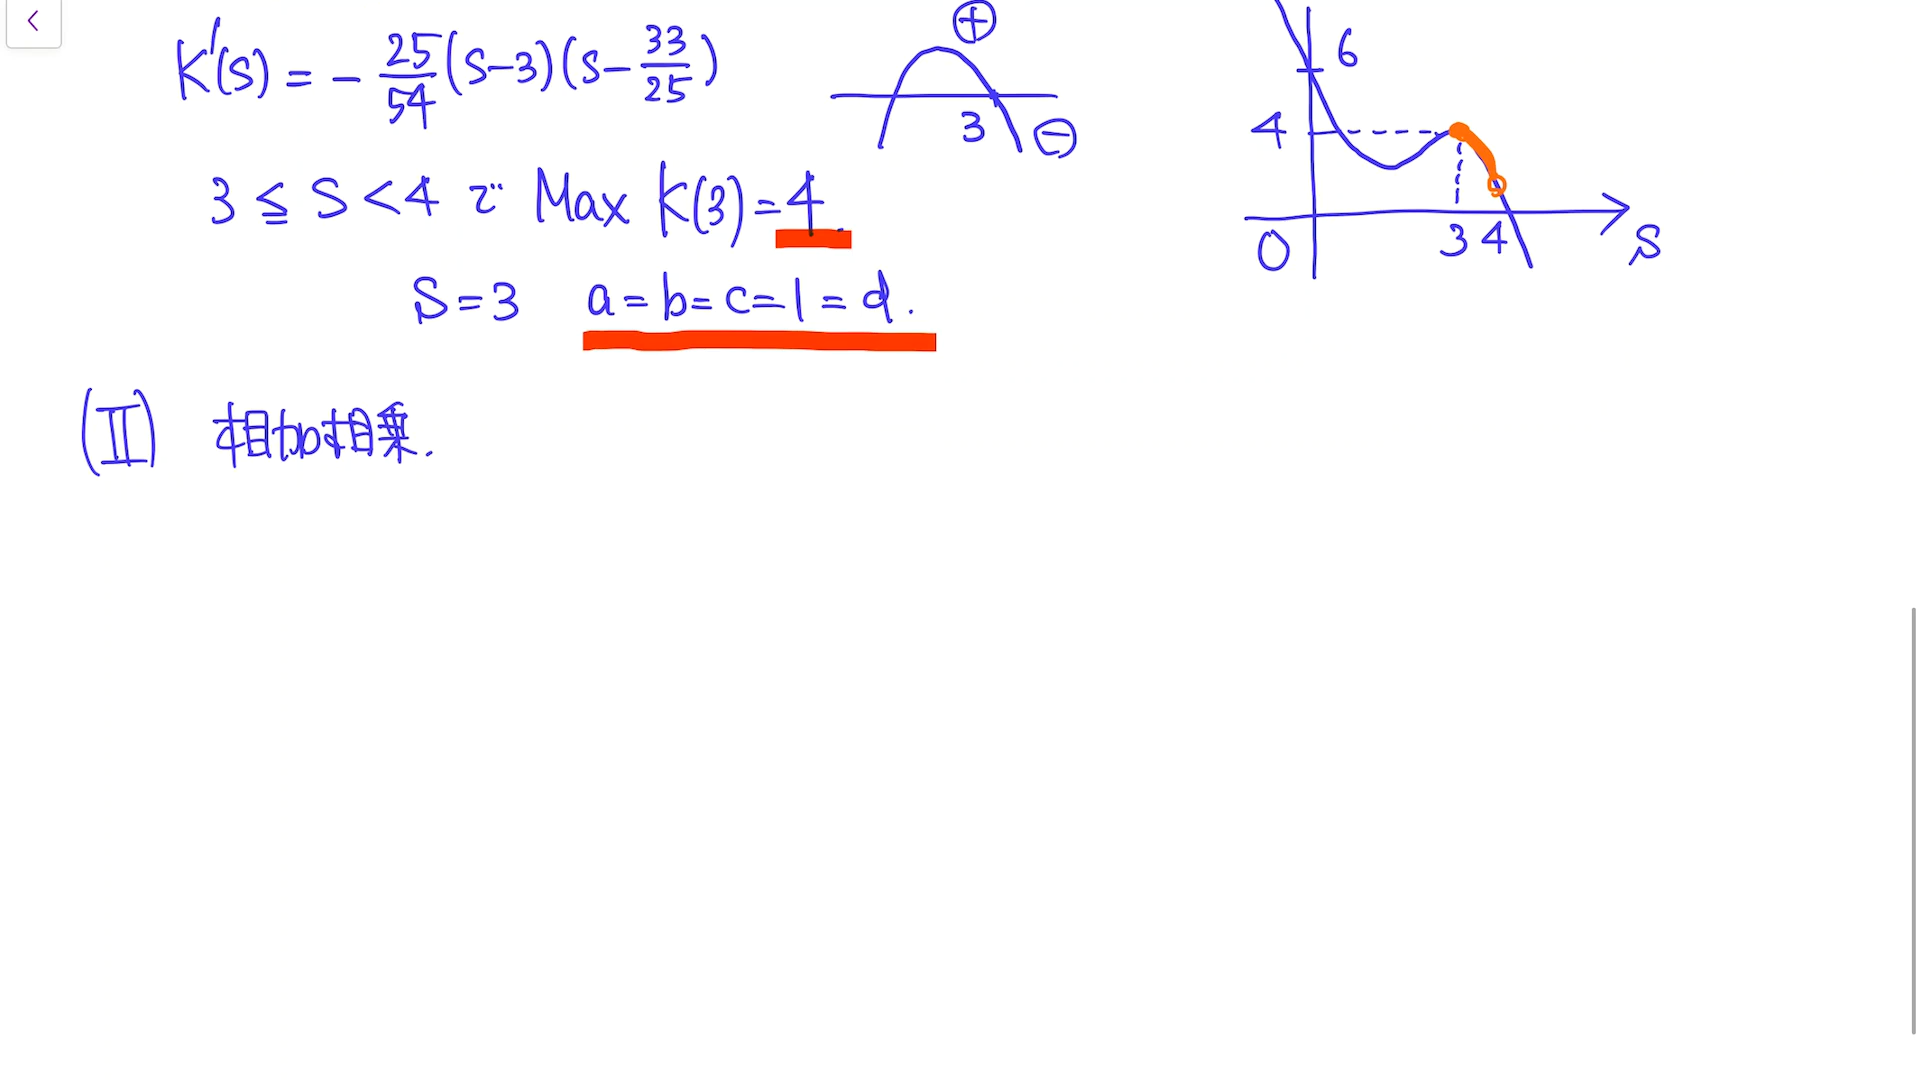 K'(s) = - 25/54 (s-3)(s- 33/25)
3 ⊕ ⊖
3 ≦ s < 4 で Max K(3) = 4.
s = 3 a = b = c = 1 = d.
6
4
0 3 4 s
(II) 相加相乗.